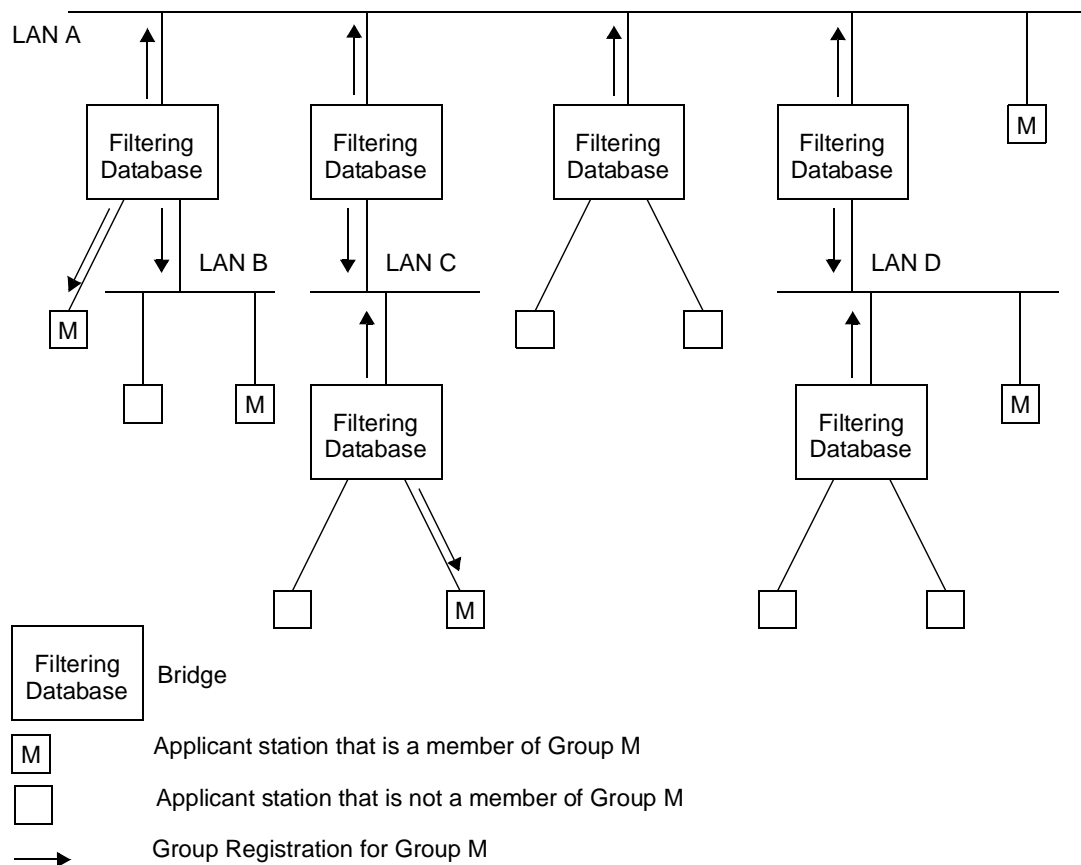 LAN A
Filtering
Database
Filtering
Database
Filtering
Database
Filtering
Database
M
LAN B
LAN C
LAN D
M
M
Filtering
Database
Filtering
Database
M
M
Filtering
Database
Bridge
M
Applicant station that is a member of Group M
Applicant station that is not a member of Group M
Group Registration for Group M